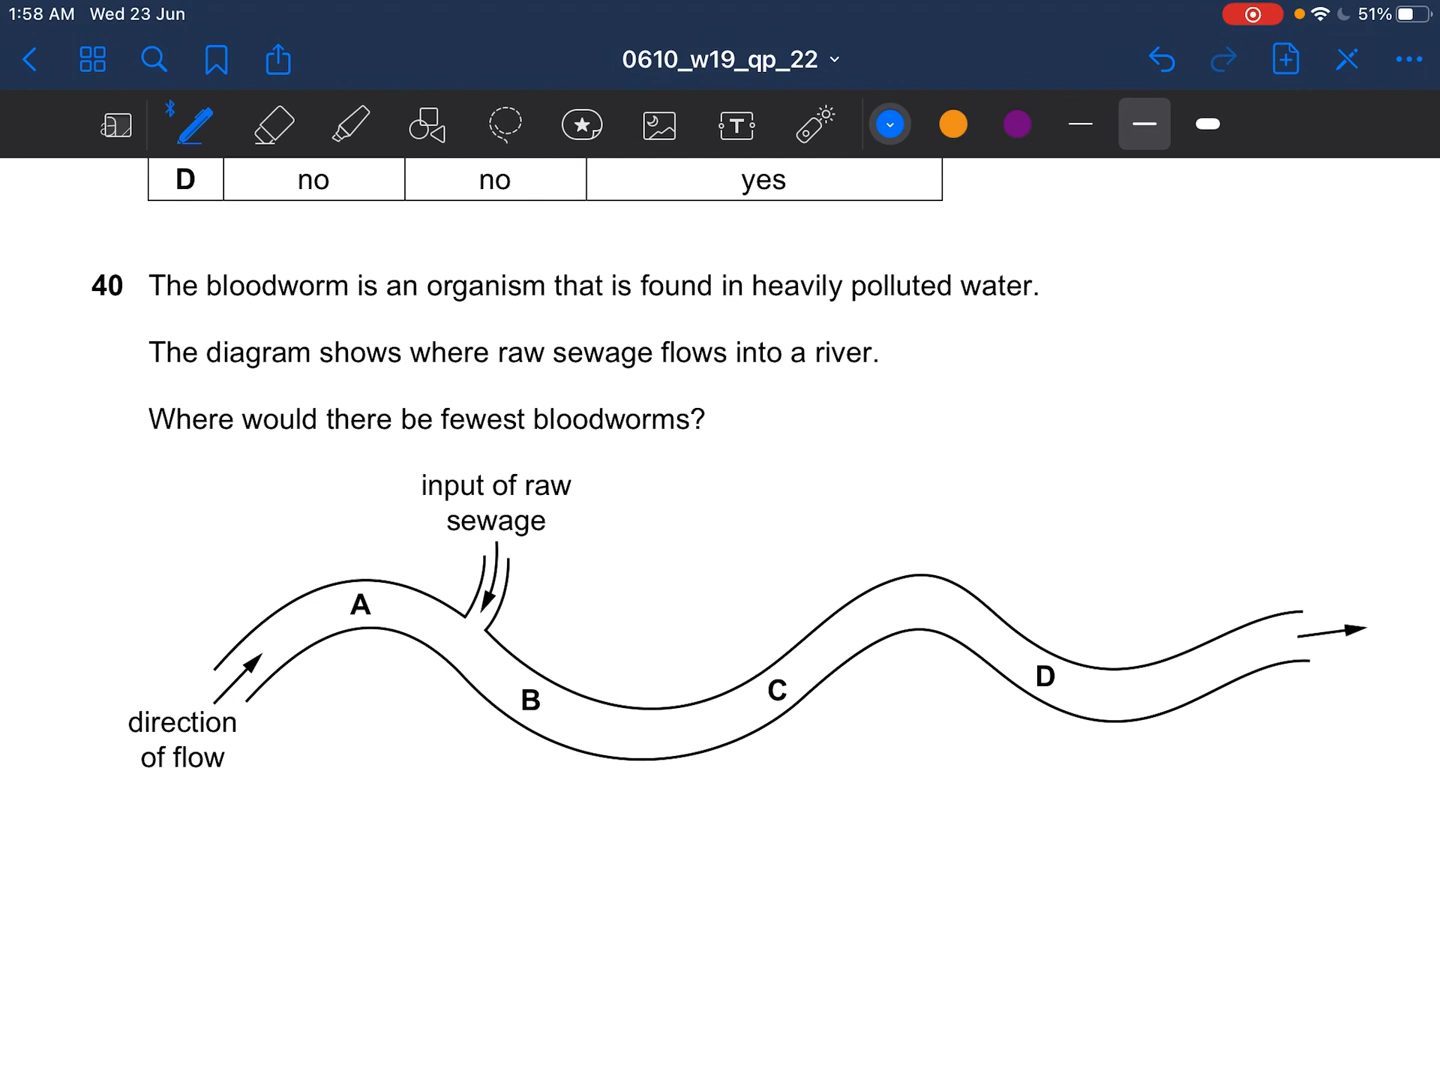 1:58 AM Wed 23 Jun
51%
0610_w19_qp_22
T
D no no yes
40 The bloodworm is an organism that is found in heavily polluted water.
The diagram shows where raw sewage flows into a river.
Where would there be fewest bloodworms?
input of raw
sewage
A
B
C
D
direction
of flow